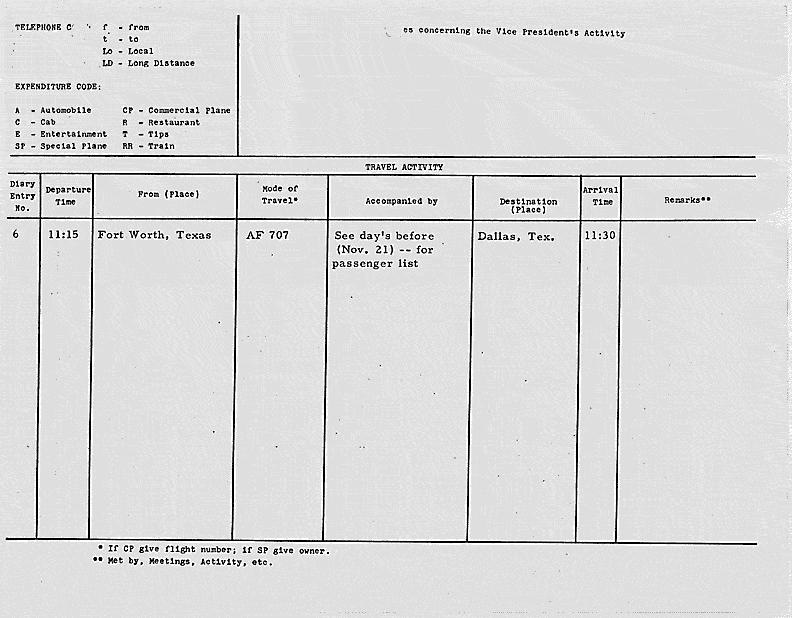 TELEPHONE C f - from
t - to
Lo - Local
LD - Long Distance
es concerning the Vice President's Activity
EXPENDITURE CODE:
A - Automobile CP - Commercial Plane
C - Cab R - Restaurant
E - Entertainment T - Tips
SP - Special Plane RR - Train
TRAVEL ACTIVITY
Diary Entry No. Departure Time From (Place) Mode of Travel* Accompanied by Destination (Place) Arrival Time Remarks**
6 11:15 Fort Worth, Texas AF 707 See day's before Dallas, Tex. 11:30
(Nov. 21) -- for
passenger list
* If CP give flight number; if SP give owner.
** Met by, Meetings, Activity, etc.